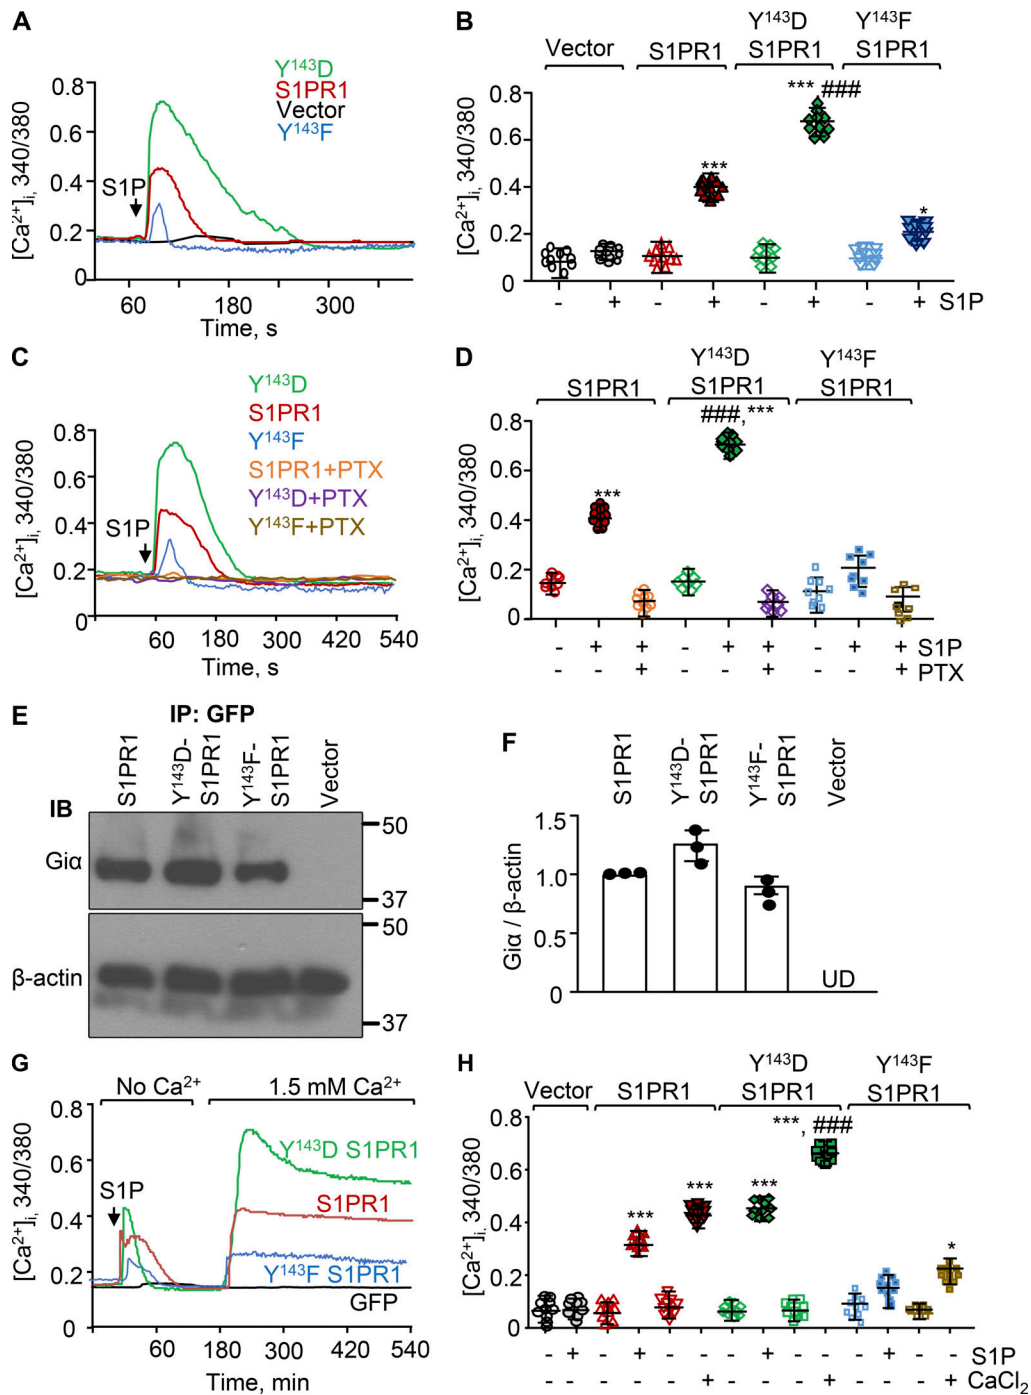 A
Y¹⁴³D
S1PR1
Vector
Y¹⁴³F
[Ca²⁺]i, 340/380
0.8
0.6
0.4
0.2
0
S1P
60 180 300
Time, s
B
Vector
S1PR1
Y¹⁴³D
S1PR1
Y¹⁴³F
S1PR1
[Ca²⁺]i, 340/380
0.8
0.6
0.4
0.2
0
***
*** ###
*
- + - + - + - + S1P
C
Y¹⁴³D
S1PR1
Y¹⁴³F
S1PR1+PTX
Y¹⁴³D+PTX
Y¹⁴³F+PTX
[Ca²⁺]i, 340/380
0.8
0.6
0.4
0.2
0
S1P
60 180 300 420 540
Time, s
D
S1PR1
Y¹⁴³D
S1PR1
Y¹⁴³F
S1PR1
[Ca²⁺]i, 340/380
0.8
0.6
0.4
0.2
0
***
###, ***
- + + - + + - + + S1P
- - + - - + - - + PTX
E
IP: GFP
S1PR1
Y¹⁴³D-
S1PR1
Y¹⁴³F-
S1PR1
Vector
IB
Giα
50
37
β-actin
50
37
F
S1PR1
Y¹⁴³D-
S1PR1
Y¹⁴³F-
S1PR1
Vector
Giα / β-actin
1.5
1.0
0.5
0
UD
G
No Ca²⁺
1.5 mM Ca²⁺
[Ca²⁺]i, 340/380
0.8
0.6
0.4
0.2
0
S1P
Y¹⁴³D S1PR1
S1PR1
Y¹⁴³F S1PR1
GFP
60 180 300 420 540
Time, min
H
Vector
S1PR1
Y¹⁴³D
S1PR1
Y¹⁴³F
S1PR1
[Ca²⁺]i, 340/380
0.8
0.6
0.4
0.2
0
***
***
***
***, ###
*
- + - + - - - + - - - + - - S1P
- - - - - + - - - + - - - + CaCl₂